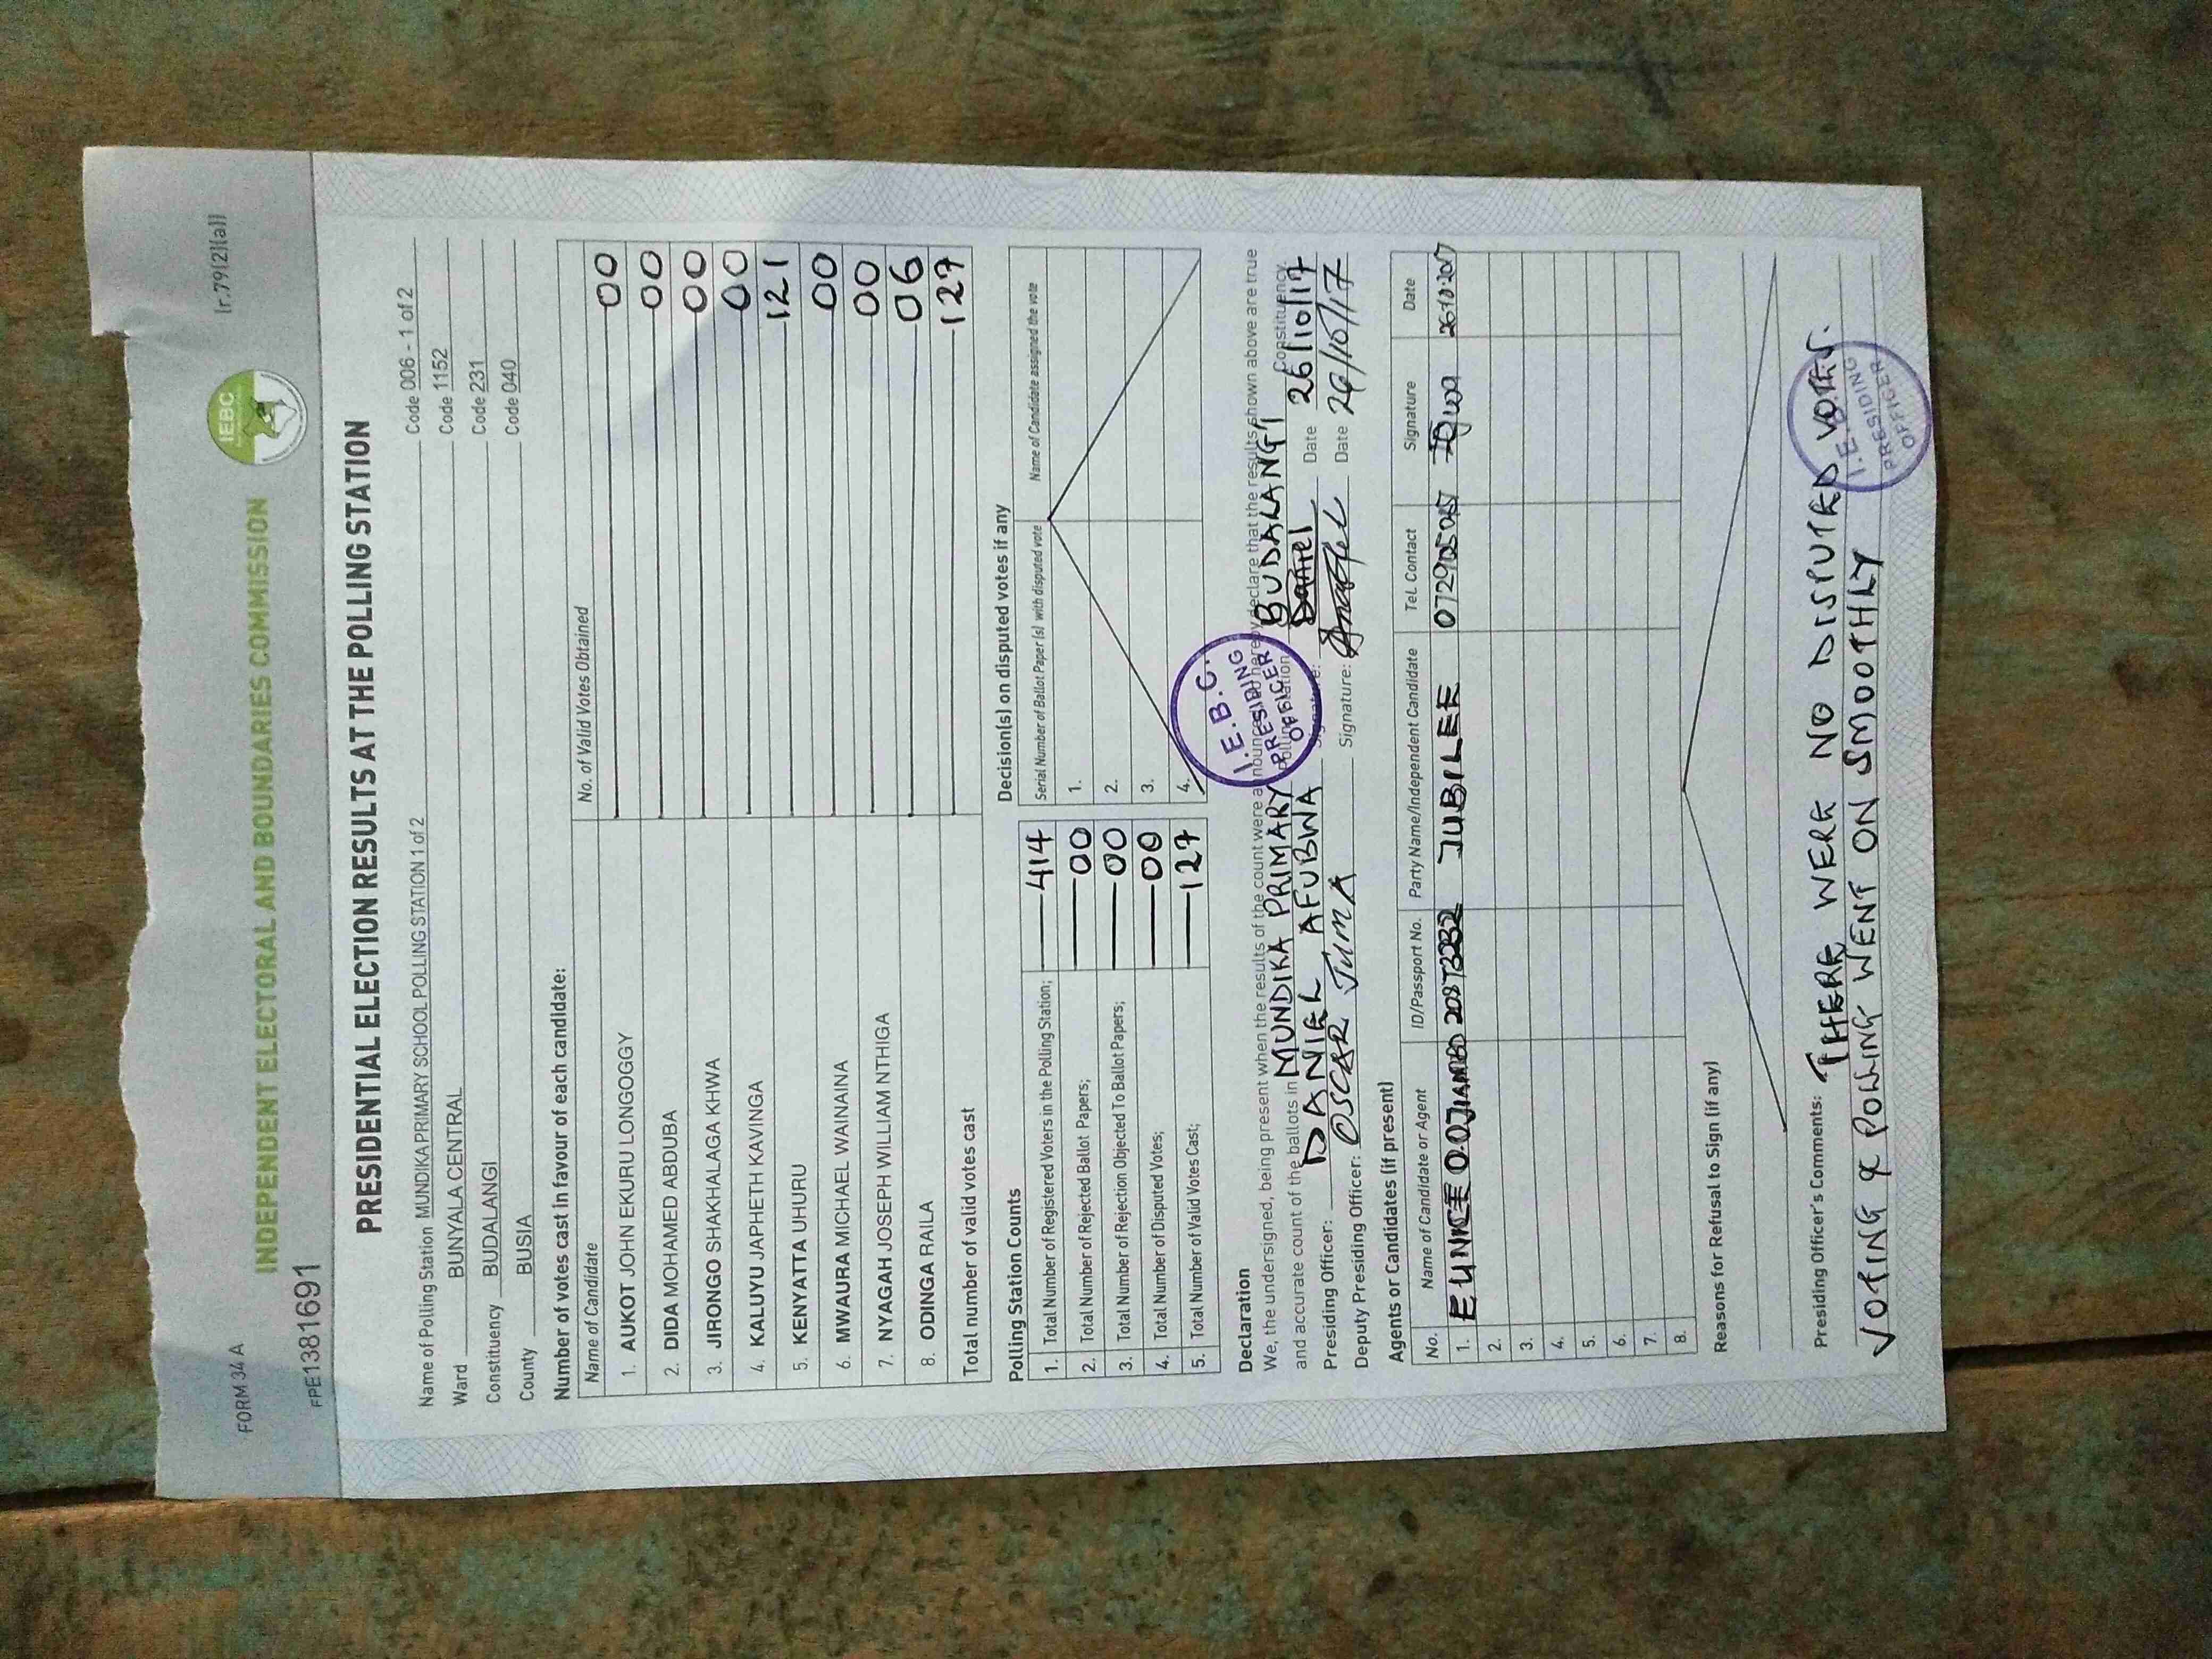 FORM 34 A
[r.79(2)(a)]
IEBC
INDEPENDENT ELECTORAL AND BOUNDARIES COMMISSION
FPE1381691
PRESIDENTIAL ELECTION RESULTS AT THE POLLING STATION
Name of Polling Station MUNDIKA PRIMARY SCHOOL POLLING STATION 1 of 2 Code 006 - 1 of 2
Ward BUNYALA CENTRAL Code 1152
Constituency BUDALANGI Code 231
County BUSIA Code 040
Number of votes cast in favour of each candidate:
Name of Candidate No. of Valid Votes Obtained
1. AUKOT JOHN EKURU LONGOGGY 00
2. DIDA MOHAMED ABDUBA 00
3. JIRONGO SHAKHALAGA KHWA 00
4. KALUYU JAPHETH KAVINGA 00
5. KENYATTA UHURU 121
6. MWAURA MICHAEL WAINAINA 00
7. NYAGAH JOSEPH WILLIAM NTHIGA 00
8. ODINGA RAILA 06
Total number of valid votes cast 127
Polling Station Counts
1. Total Number of Registered Voters in the Polling Station; 414
2. Total Number of Rejected Ballot Papers; 00
3. Total Number of Rejection Objected To Ballot Papers; 00
4. Total Number of Disputed Votes; 00
5. Total Number of Valid Votes Cast; 127
Decision(s) on disputed votes if any
Serial Number of Ballot Paper (s) with disputed vote Name of Candidate assigned the vote
1.
2.
3.
4.
Declaration
We, the undersigned, being present when the results of the count were announced do hereby declare that the results shown above are true
and accurate count of the ballots in MUNDIKA PRIMARY Polling Station BUDALANGI Constituency.
Presiding Officer: DANIEL AFUBWA Signature: Daniel Date 26/10/17
Deputy Presiding Officer: OSCAR JUMA Signature: Date 26/10/17
I.E.B.C.
PRESIDING
OFFICER
Agents or Candidates (if present)
No. Name of Candidate or Agent ID/Passport No. Party Name/Independent Candidate Tel. Contact Signature Date
1. EUNICE O. OJIAMBO JUBILEE 26-10-2017
2.
3.
4.
5.
6.
7.
8.
Reasons for Refusal to Sign (if any)
Presiding Officer's Comments: THERE WERE NO DISPUTED VOTES.
VOTING & POLLING WENT ON SMOOTHLY
I.E.B.C.
PRESIDING
OFFICER